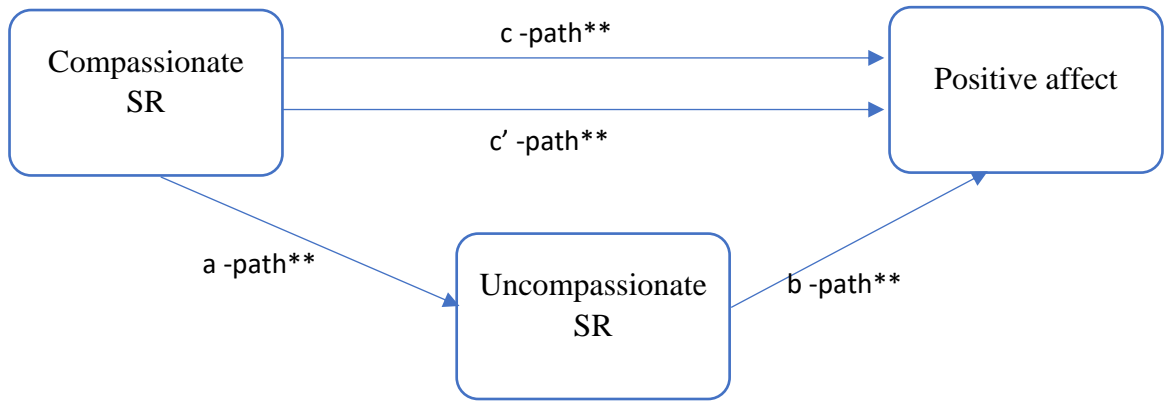 c -path**
Compassionate
SR
Positive affect
c’ -path**
a -path**
Uncompassionate
SR
b -path**